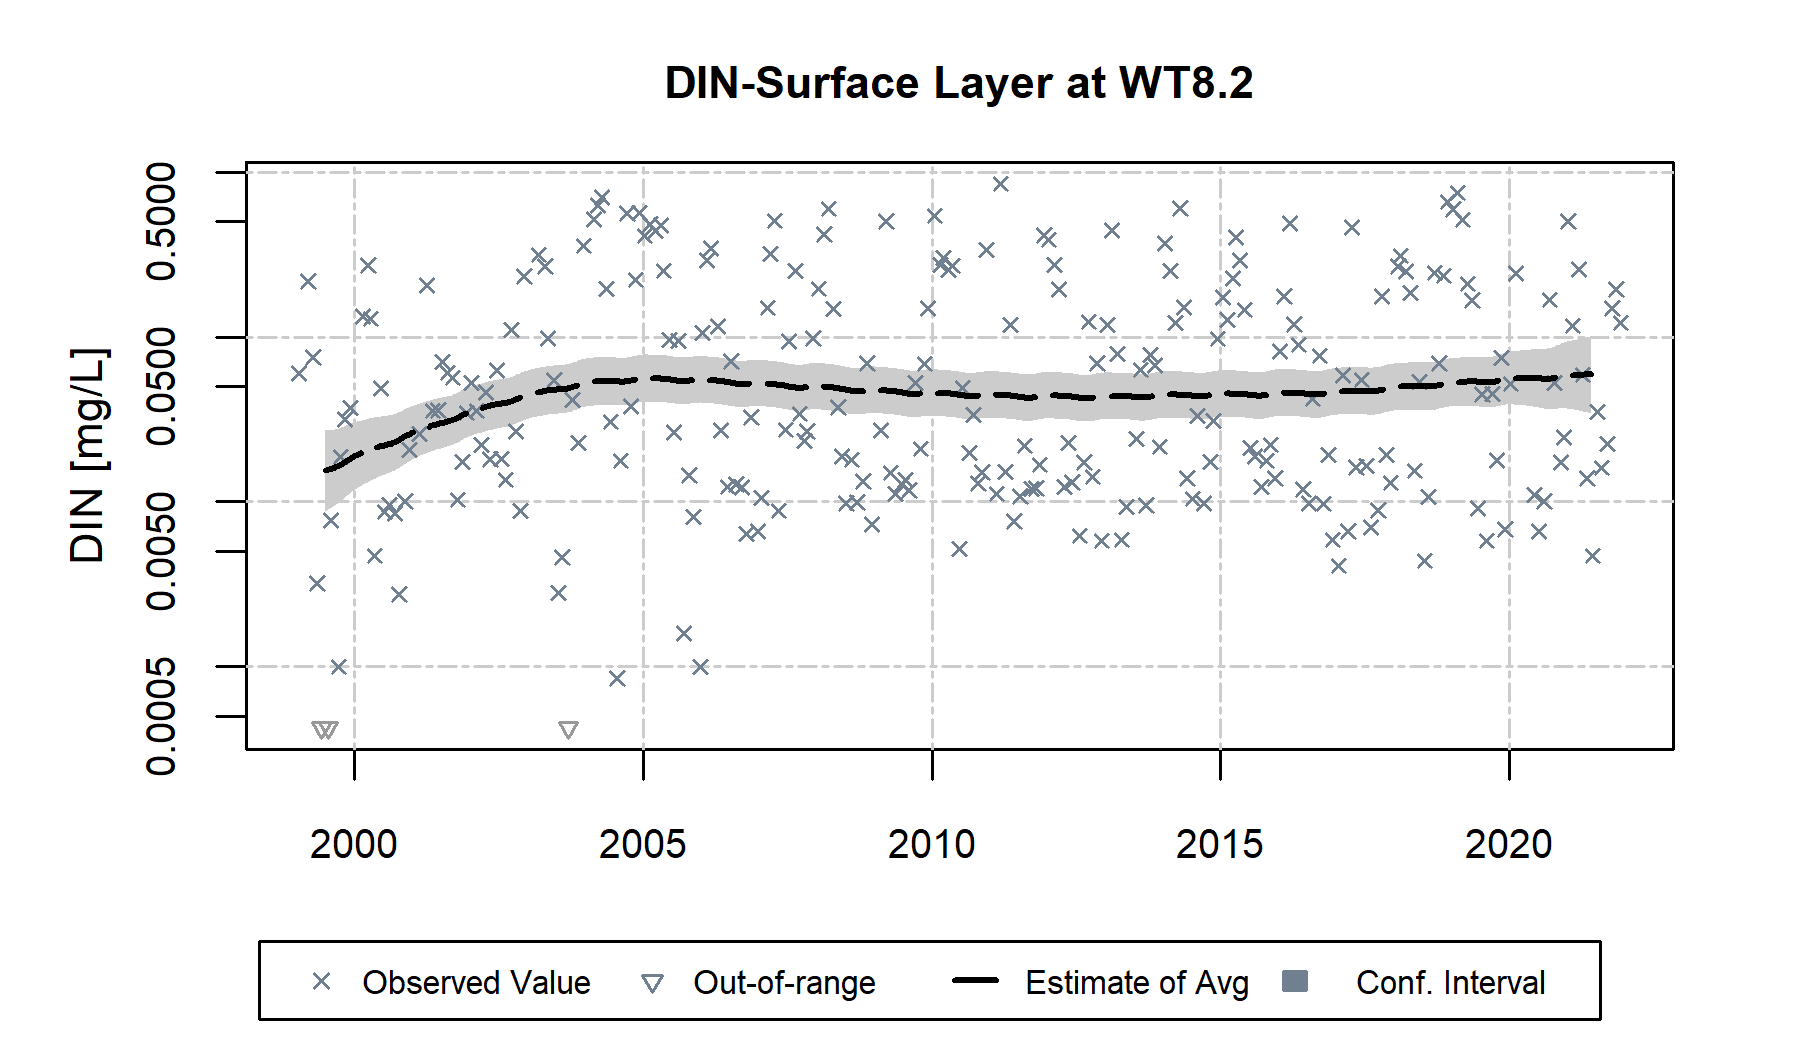 DIN-Surface Layer at WT8.2
DIN [mg/L]
0.5000
0.0500
0.0050
0.0005
2000
2005
2010
2015
2020
Observed Value
Out-of-range
Estimate of Avg
Conf. Interval